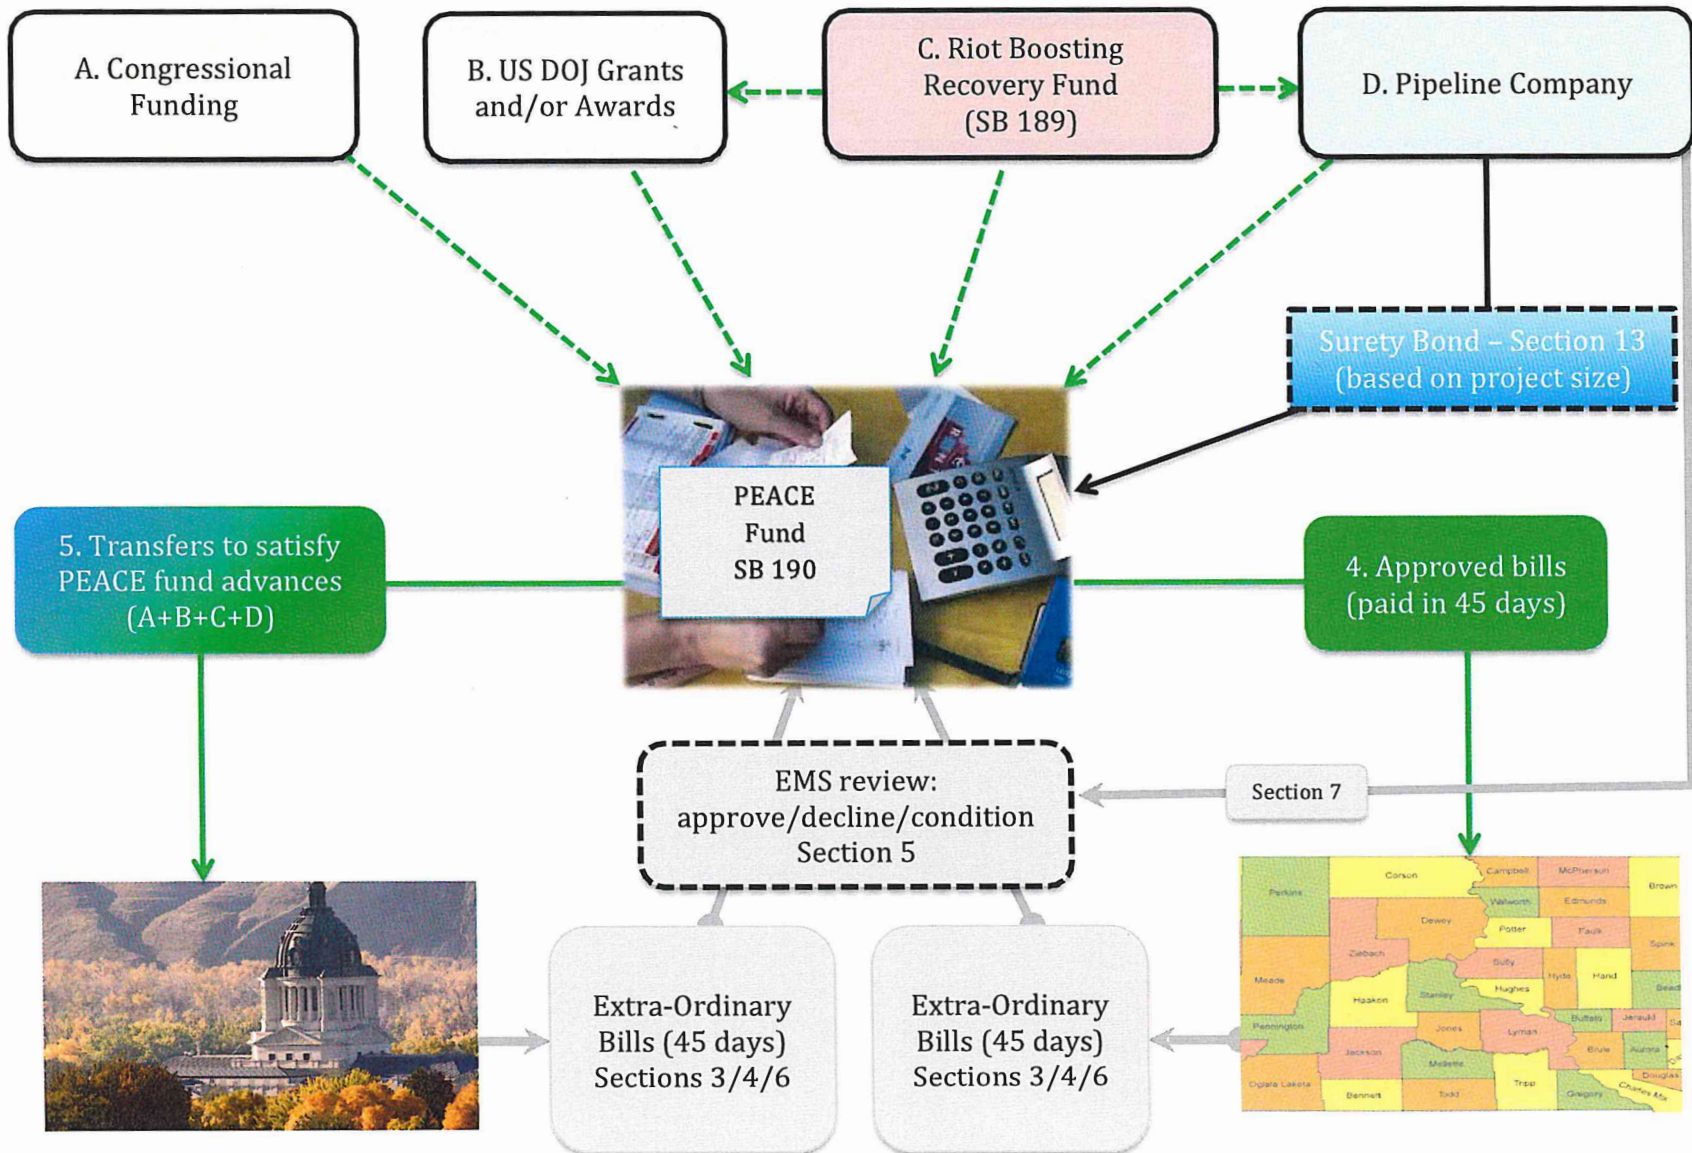 A. Congressional
Funding
B. US DOJ Grants
and/or Awards
C. Riot Boosting
Recovery Fund
(SB 189)
D. Pipeline Company
Surety Bond – Section 13
(based on project size)
PEACE
Fund
SB 190
5. Transfers to satisfy
PEACE fund advances
(A+B+C+D)
4. Approved bills
(paid in 45 days)
EMS review:
approve/decline/condition
Section 5
Section 7
Extra-Ordinary
Bills (45 days)
Sections 3/4/6
Extra-Ordinary
Bills (45 days)
Sections 3/4/6
Perkins
Corson
Campbell
McPherson
Brown
Walworth
Edmunds
Dewey
Potter
Faulk
Spink
Ziebach
Meade
Sully
Hyde
Hand
Haakon
Stanley
Hughes
Bead
Pennington
Buffalo
Jerauld
Jones
Lyman
Jackson
Brule
Aurora
Mellette
Douglas
Oglala Lakota
Bennett
Todd
Tripp
Gregory
Charles Mix